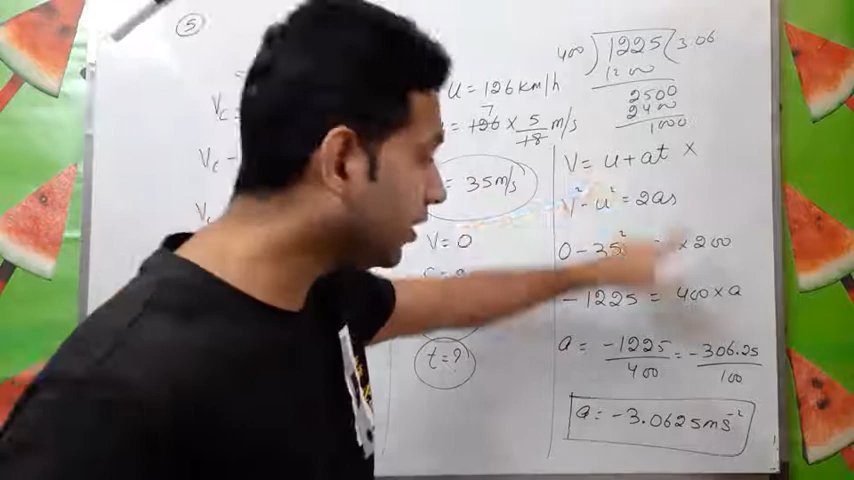 5
u = 126 km/h
= 126 7 × 5/18 m/s
= 35 m/s
V = 0
t = ?
400 ) 1225 ( 3.06
1200
2500
2400
1000
V = u + at ×
V² - u² = 2as
0 - 35² = × 200
- 1225 = 400 × a
a = -1225/400 = -306.25/100
a = -3.0625 ms⁻²